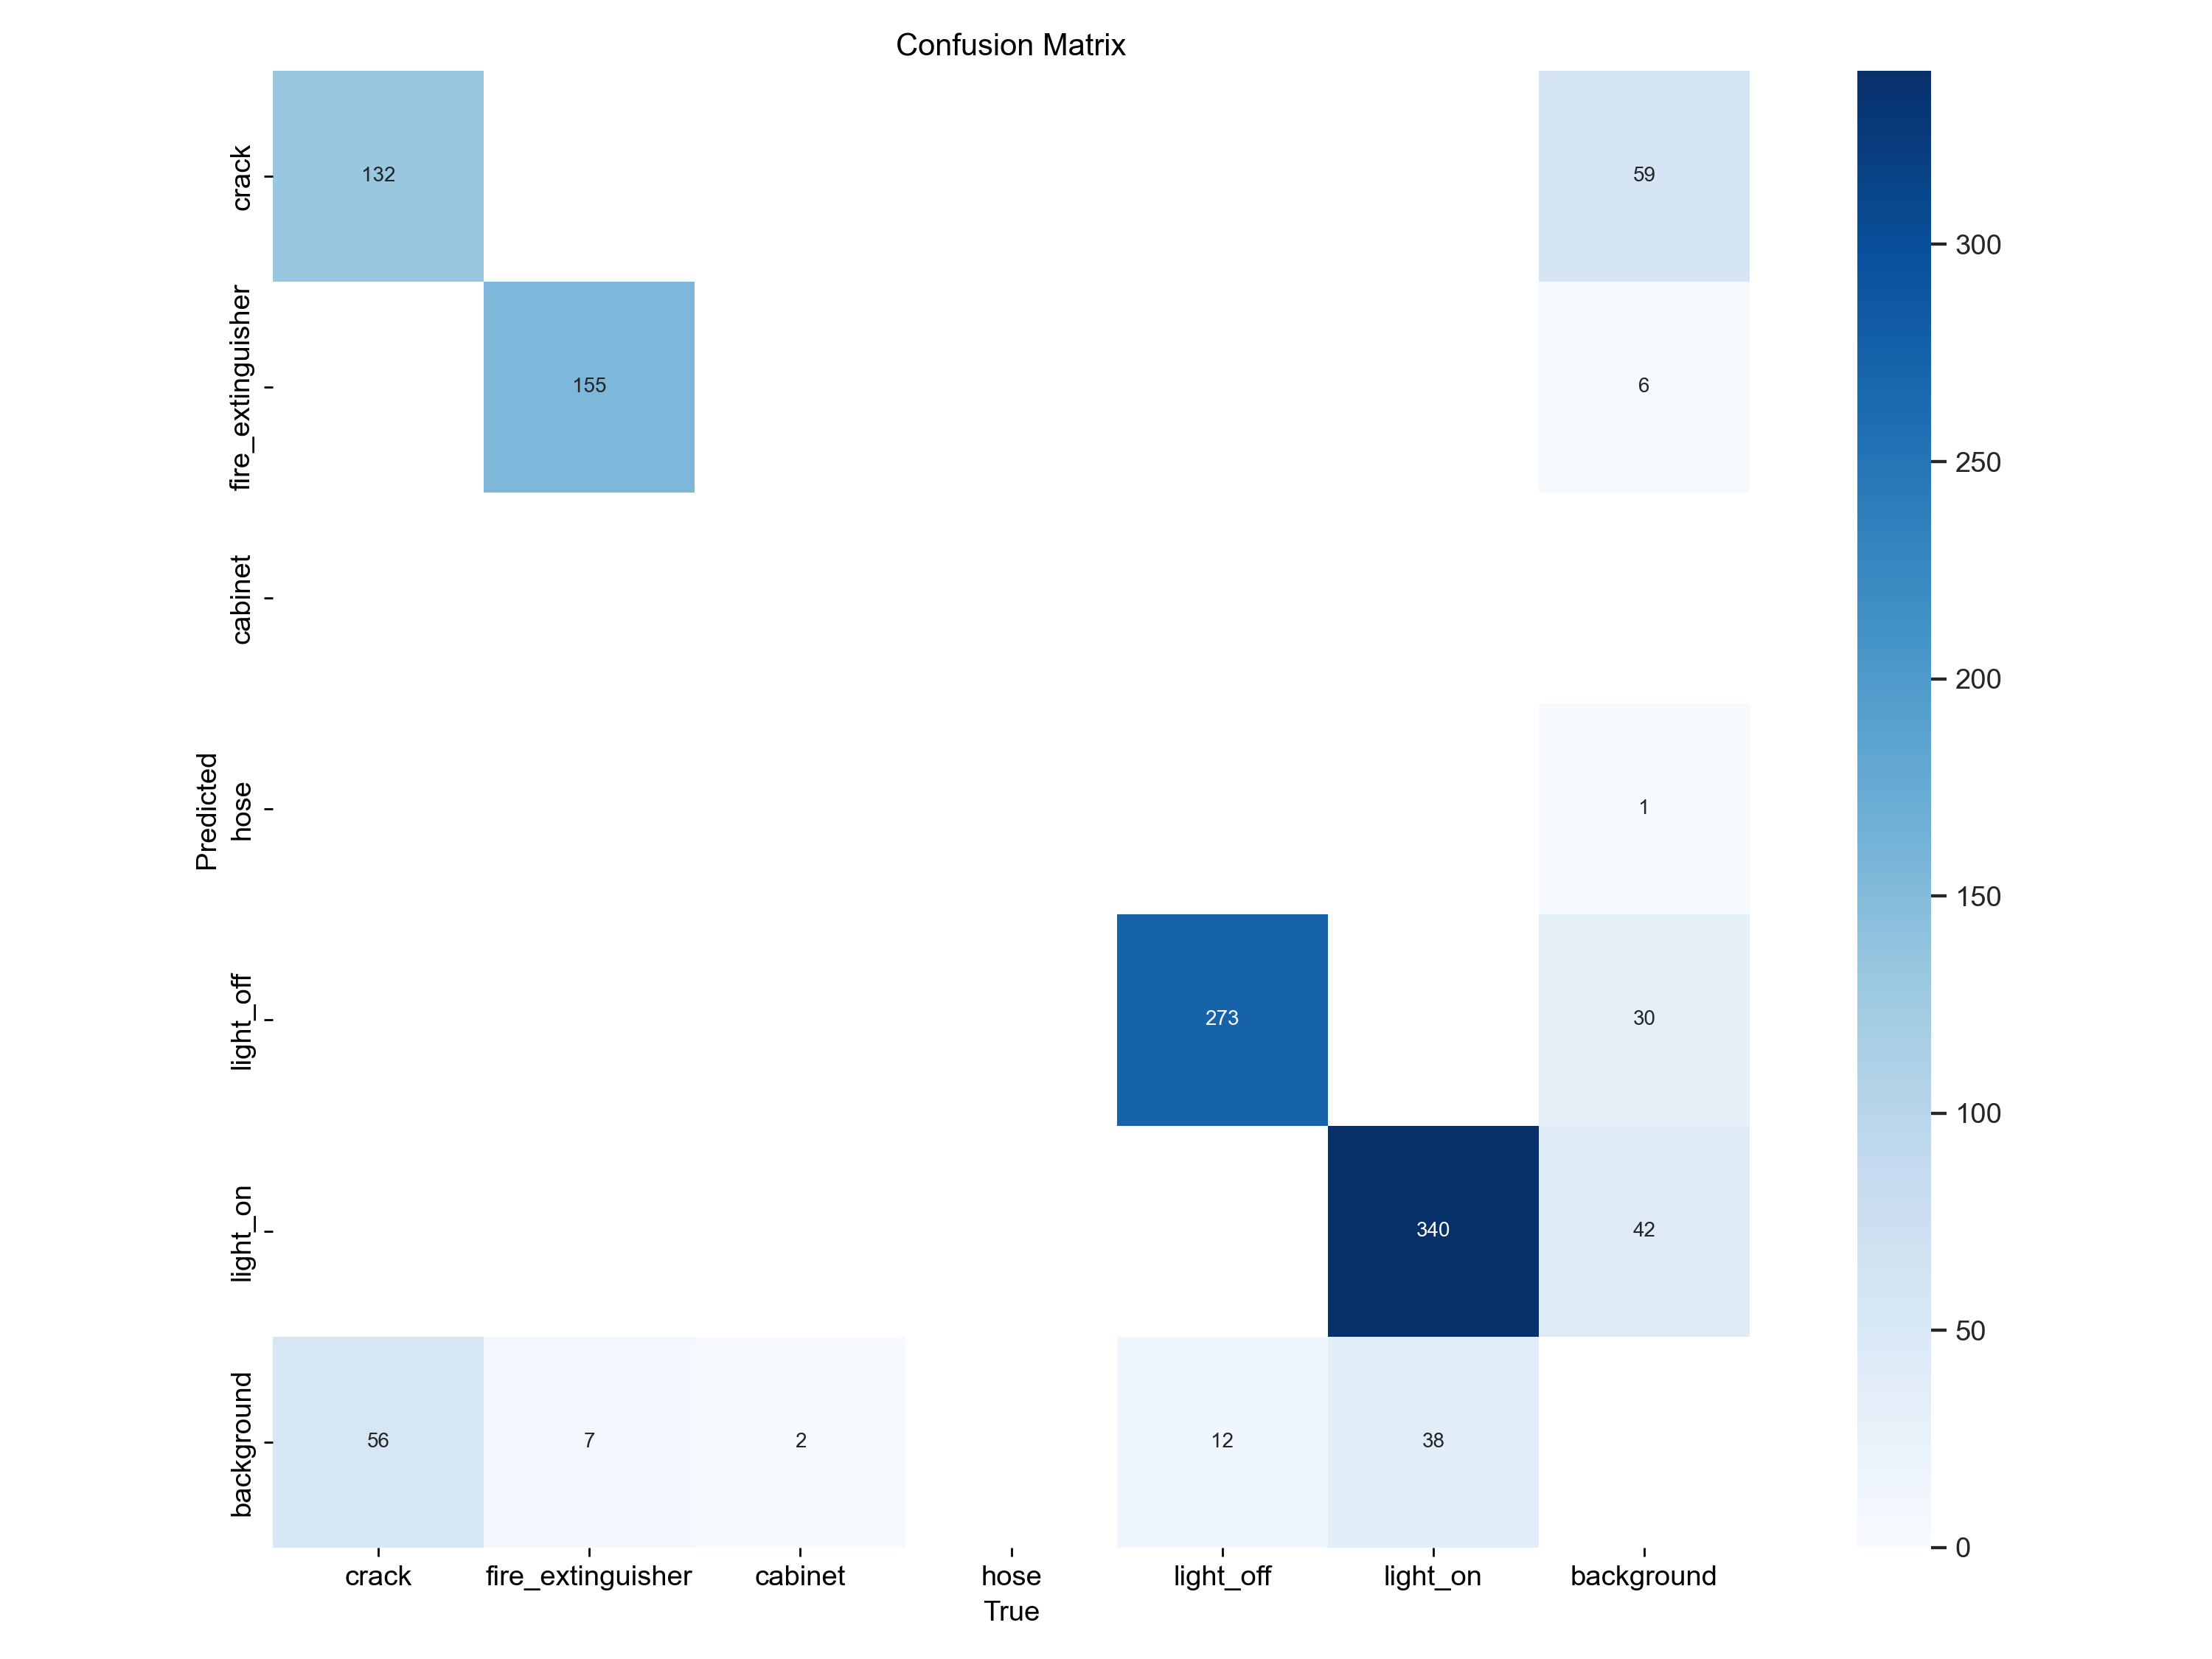 Confusion Matrix
Predicted
crack
132
59
fire_extinguisher
155
6
cabinet
hose
1
light_off
273
30
light_on
340
42
background
56
7
2
12
38
crack
fire_extinguisher
cabinet
hose
light_off
light_on
background
True
300
250
200
150
100
50
0